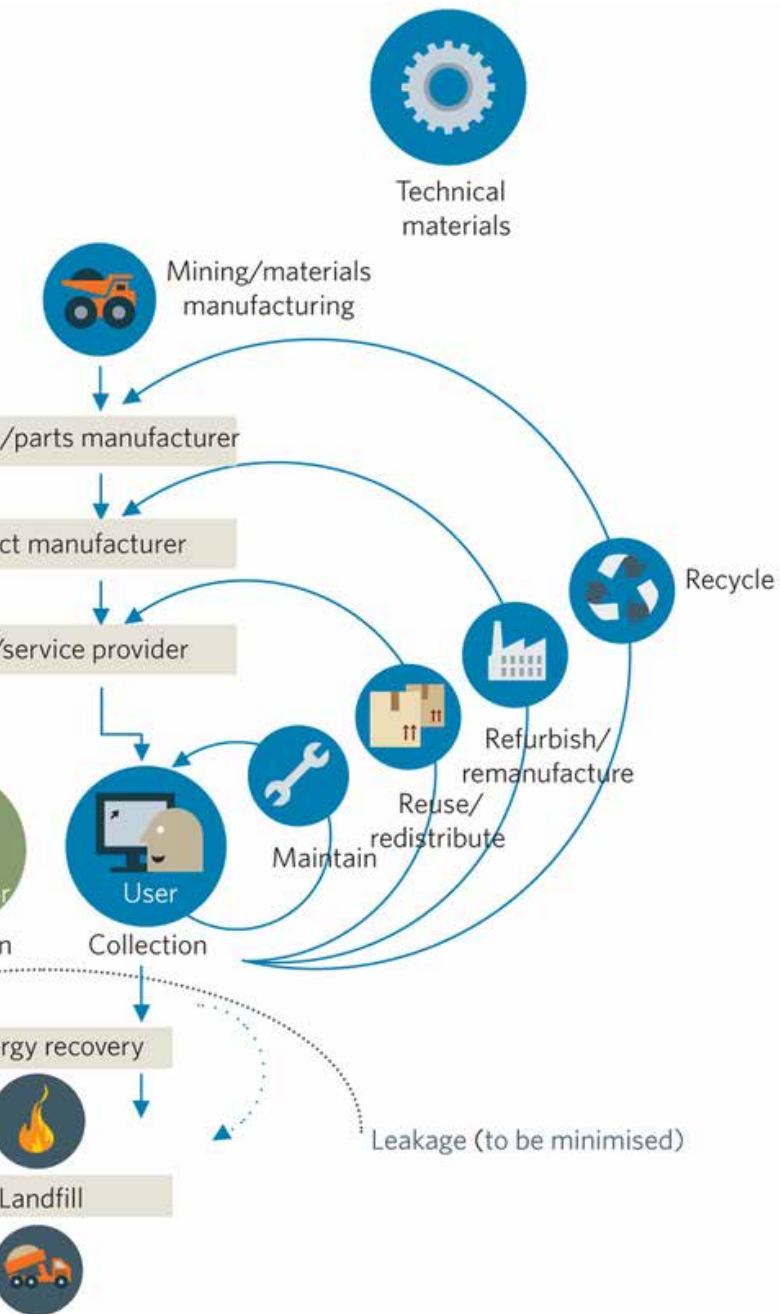 Technical
materials
Mining/materials
manufacturing
/parts manufacturer
ct manufacturer
Recycle
/service provider
Refurbish/
remanufacture
Reuse/
redistribute
Maintain
User
r
Collection
n
rgy recovery
Leakage (to be minimised)
Landfill